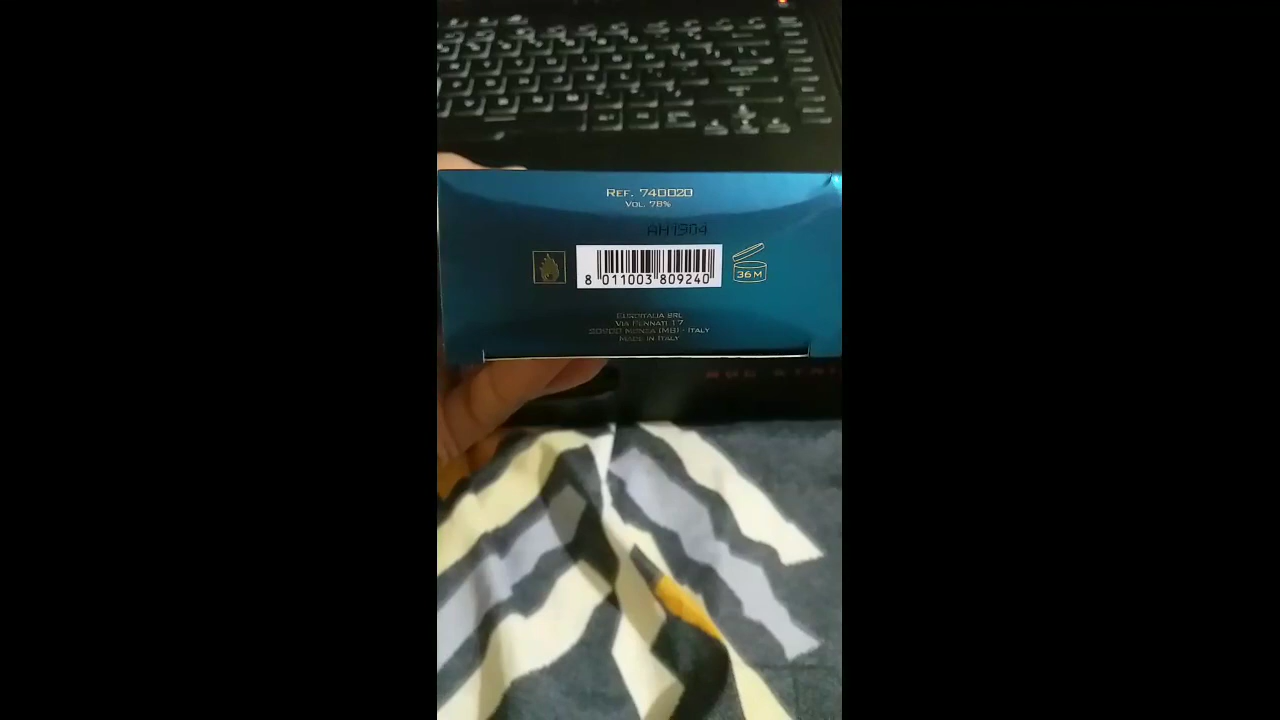 REF. 740020
VOL. 78%
AH1904
36 M
8 011003 809240
EUROITALIA SRL
VIA PENNATI 17
20900 MONZA (MB) - ITALY
MADE IN ITALY